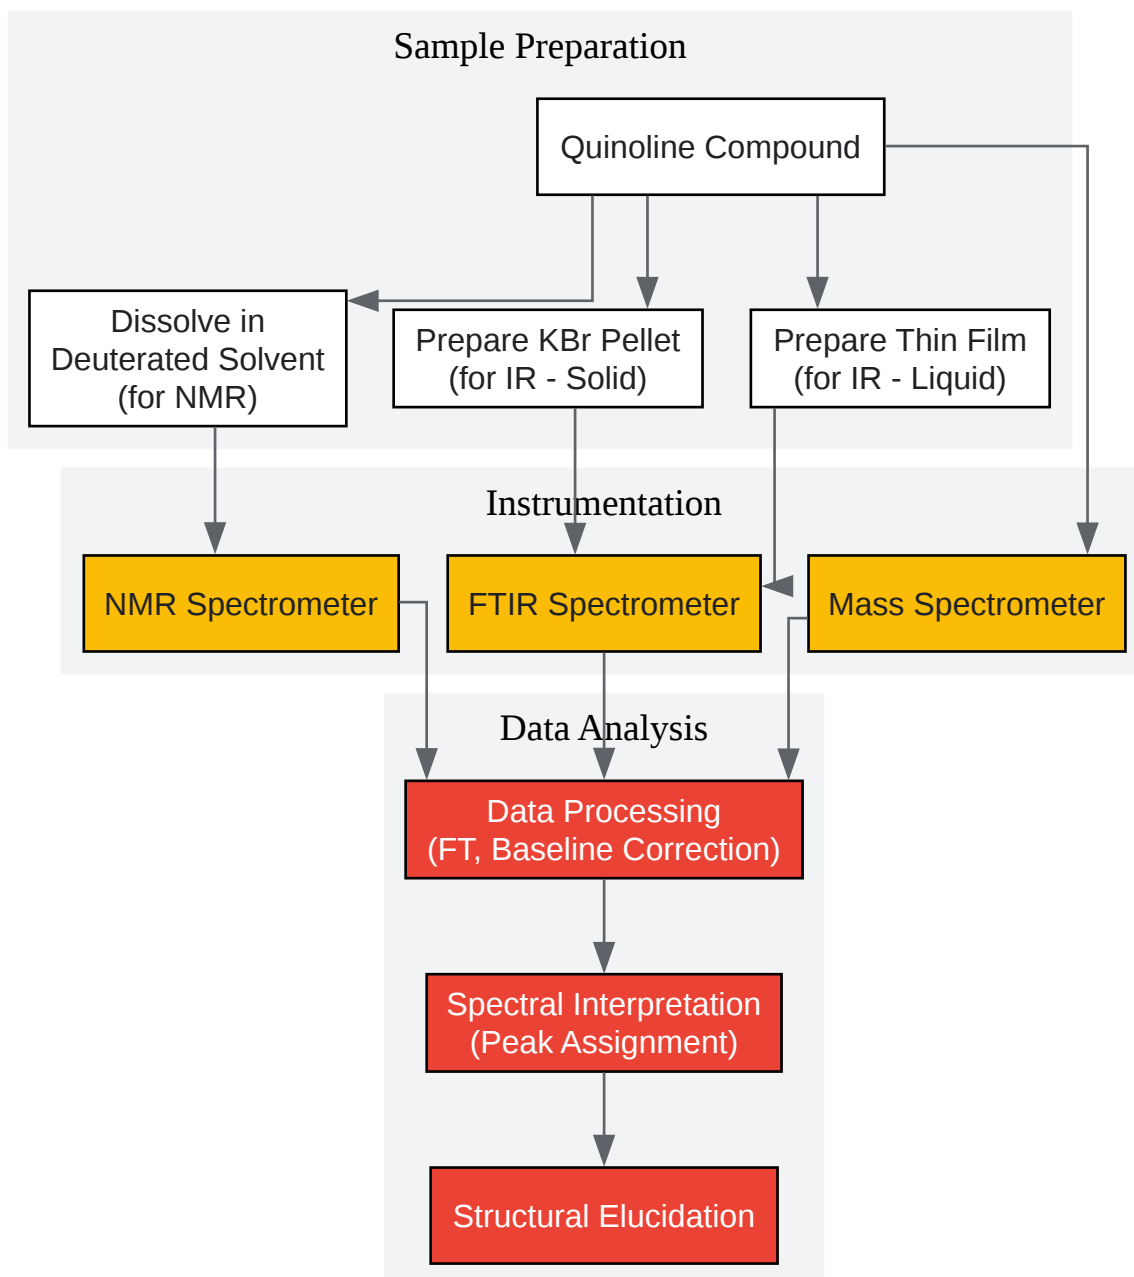 Sample Preparation
Quinoline Compound
Dissolve in
Deuterated Solvent
(for NMR)
Prepare KBr Pellet
(for IR - Solid)
Prepare Thin Film
(for IR - Liquid)
Instrumentation
NMR Spectrometer
FTIR Spectrometer
Mass Spectrometer
Data Analysis
Data Processing
(FT, Baseline Correction)
Spectral Interpretation
(Peak Assignment)
Structural Elucidation